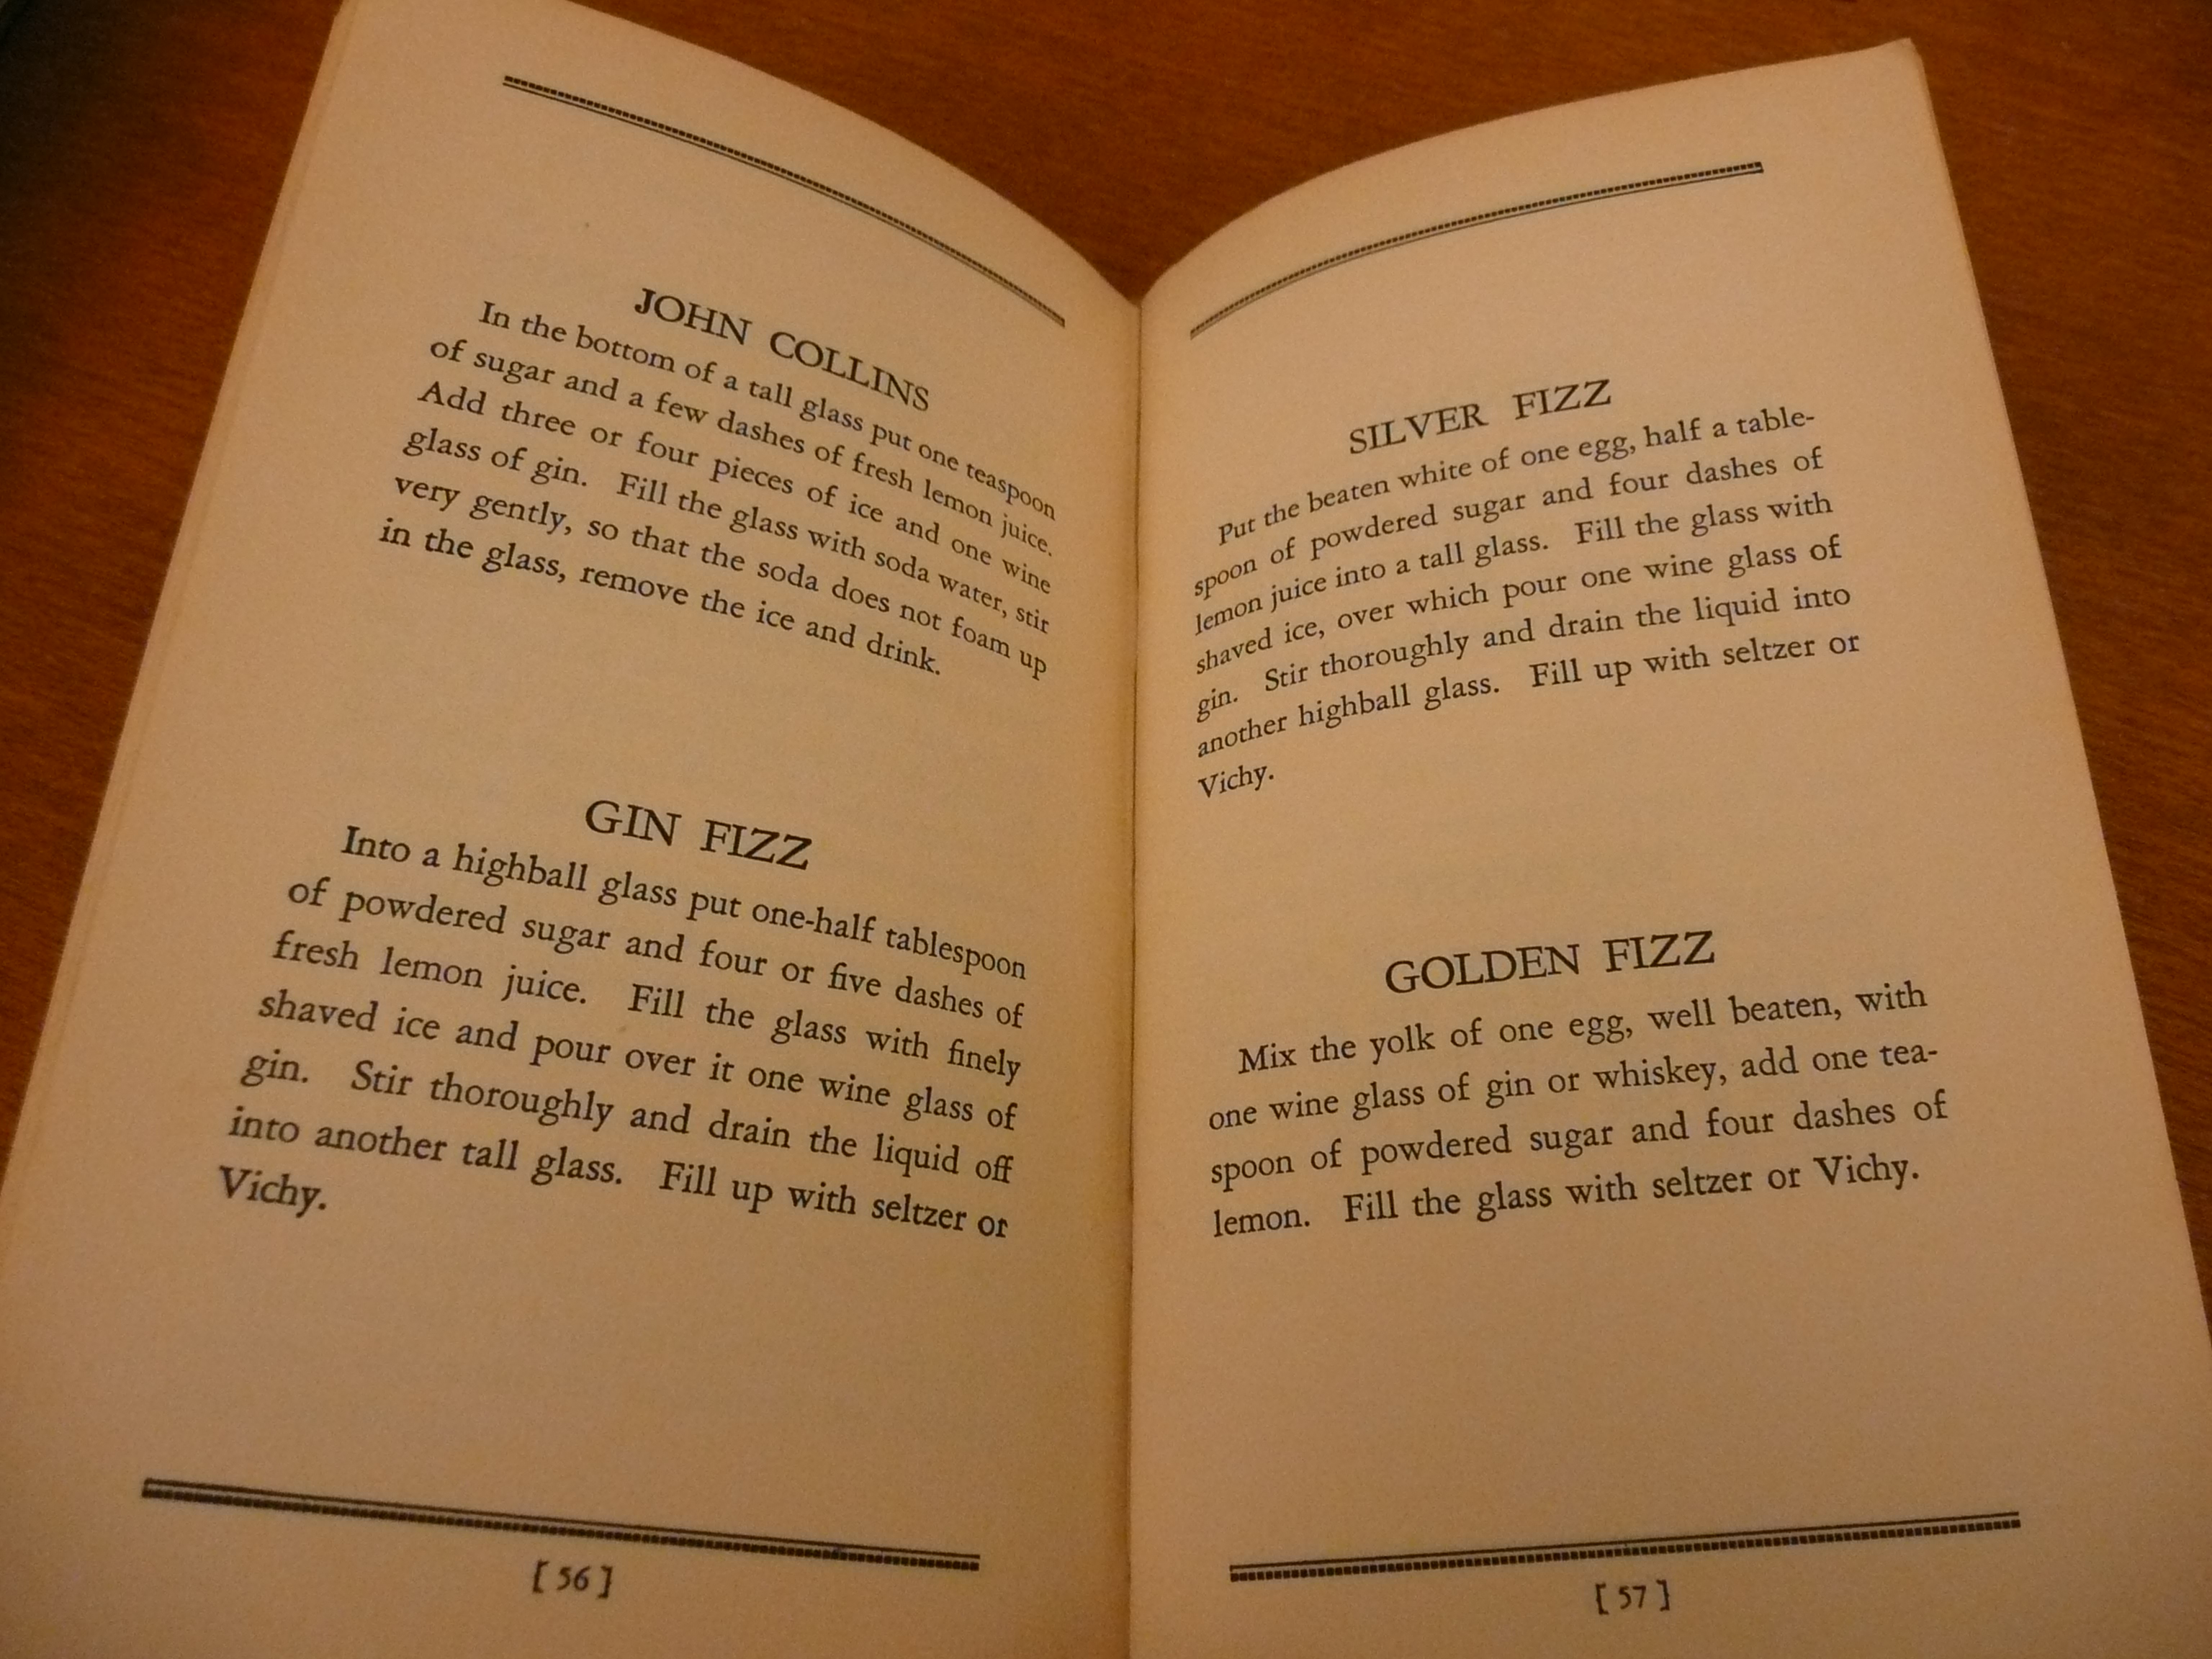 JOHN COLLINS
In the bottom of a tall glass put one teaspoon
of sugar and a few dashes of fresh lemon juice.
Add three or four pieces of ice and one wine
glass of gin. Fill the glass with soda water, stir
very gently, so that the soda does not foam up
in the glass, remove the ice and drink.
GIN FIZZ
Into a highball glass put one-half tablespoon
of powdered sugar and four or five dashes of
fresh lemon juice. Fill the glass with finely
shaved ice and pour over it one wine glass of
gin. Stir thoroughly and drain the liquid off
into another tall glass. Fill up with seltzer or
Vichy.
[ 56 ]
SILVER FIZZ
Put the beaten white of one egg, half a table-
spoon of powdered sugar and four dashes of
lemon juice into a tall glass. Fill the glass with
shaved ice, over which pour one wine glass of
gin. Stir thoroughly and drain the liquid into
another highball glass. Fill up with seltzer or
Vichy.
GOLDEN FIZZ
Mix the yolk of one egg, well beaten, with
one wine glass of gin or whiskey, add one tea-
spoon of powdered sugar and four dashes of
lemon. Fill the glass with seltzer or Vichy.
[ 57 ]